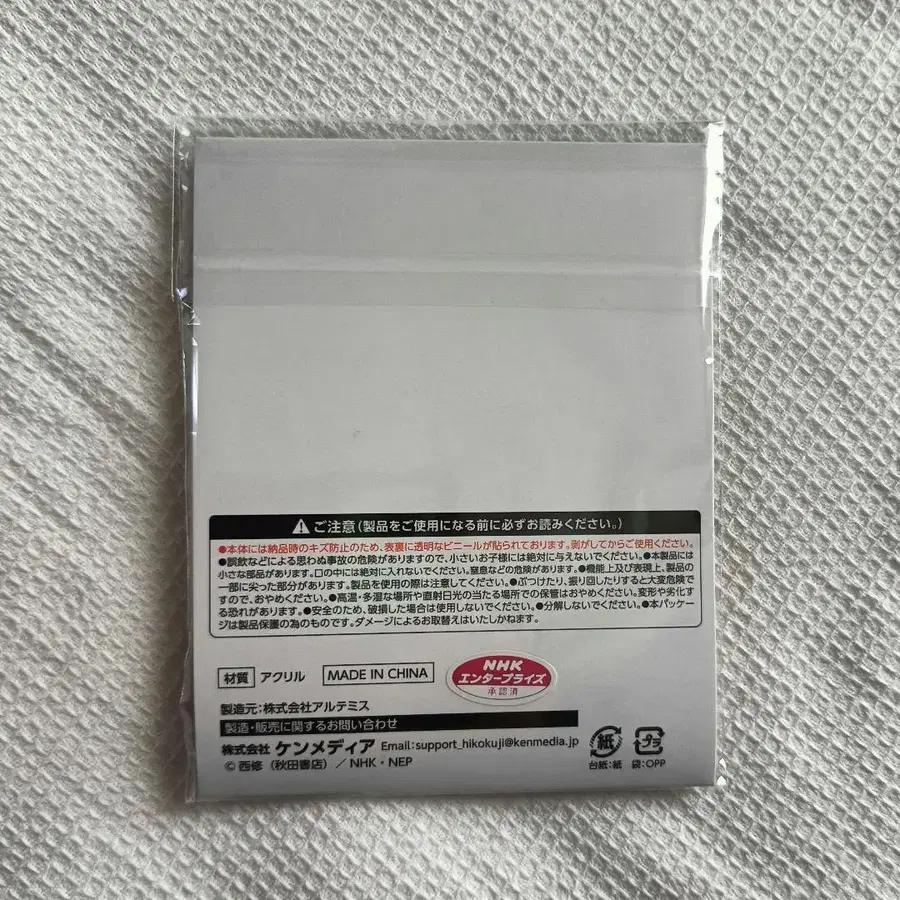 ご注意(製品をご使用になる前に必ずお読みください。)
●本体には納品時のキズ防止のため、表裏に透明なビニールが貼られております。剥がしてからご使用ください。
●誤飲などによる思わぬ事故の危険がありますので、小さいお子様には絶対に与えないでください。●本製品には
小さな部品があります。口の中には絶対に入れないでください。窒息などの危険があります。●機能上及び表現上、製品の
一部に尖った部分があります。製品を使用の際は注意してください。●ぶつけたり、振り回したりすると大変危険で
すので、おやめください。●高温・多湿な場所や直射日光の当たる場所での保管はおやめください。変形や劣化す
る恐れがあります。●安全のため、破損した場合は使用しないでください。●分解しないでください。●本パッケー
ジは製品保護の為のものです。ダメージによるお取替えはいたしかねます。
材質 アクリル MADE IN CHINA
NHK
エンタープライズ
承認済
製造元:株式会社アルテミス
製造・販売に関するお問い合わせ
株式会社 ケンメディア Email:support_hikokuji@kenmedia.jp
© 西修(秋田書店)/NHK・NEP
紙 プラ
台紙:紙 袋:OPP